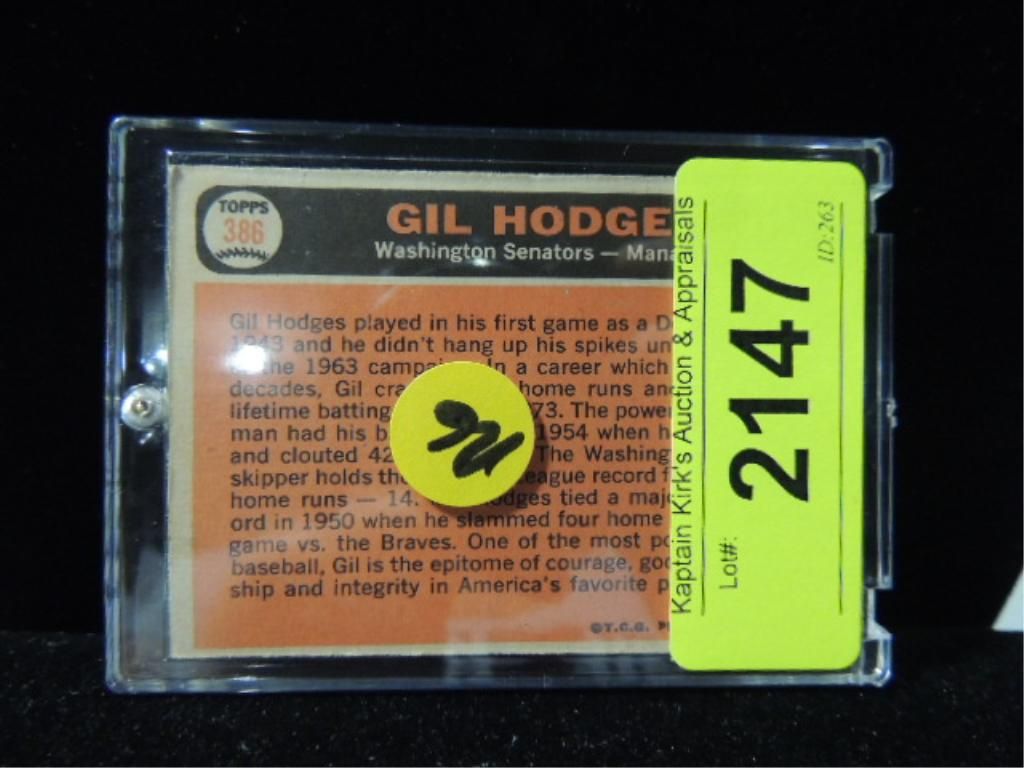 TOPPS
386
GIL HODGE
Washington Senators — Mana
Gil Hodges played in his first game as a D
1943 and he didn't hang up his spikes un
the 1963 campai In a career which
decades, Gil cra home runs and
lifetime batting 73. The power
man had his b 1954 when h
and clouted 42 The Washing
skipper holds the league record f
home runs — 14. Hodges tied a majo
ord in 1950 when he slammed four home
game vs. the Braves. One of the most po
baseball, Gil is the epitome of courage, goo
ship and integrity in America's favorite p
©T.C.G. P
Kaptain Kirk's Auction & Appraisals
Lot#:
2147
ID:263